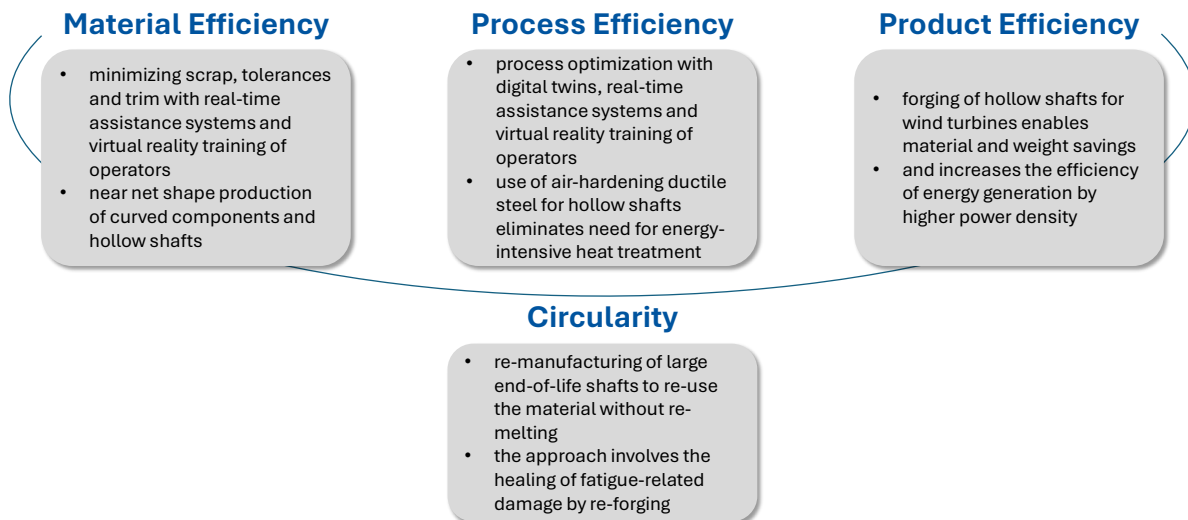 Material Efficiency
• minimizing scrap, tolerances
and trim with real-time
assistance systems and
virtual reality training of
operators
• near net shape production
of curved components and
hollow shafts
Process Efficiency
• process optimization with
digital twins, real-time
assistance systems and
virtual reality training of
operators
• use of air-hardening ductile
steel for hollow shafts
eliminates need for energy-
intensive heat treatment
Product Efficiency
• forging of hollow shafts for
wind turbines enables
material and weight savings
• and increases the efficiency
of energy generation by
higher power density
Circularity
• re-manufacturing of large
end-of-life shafts to re-use
the material without re-
melting
• the approach involves the
healing of fatigue-related
damage by re-forging